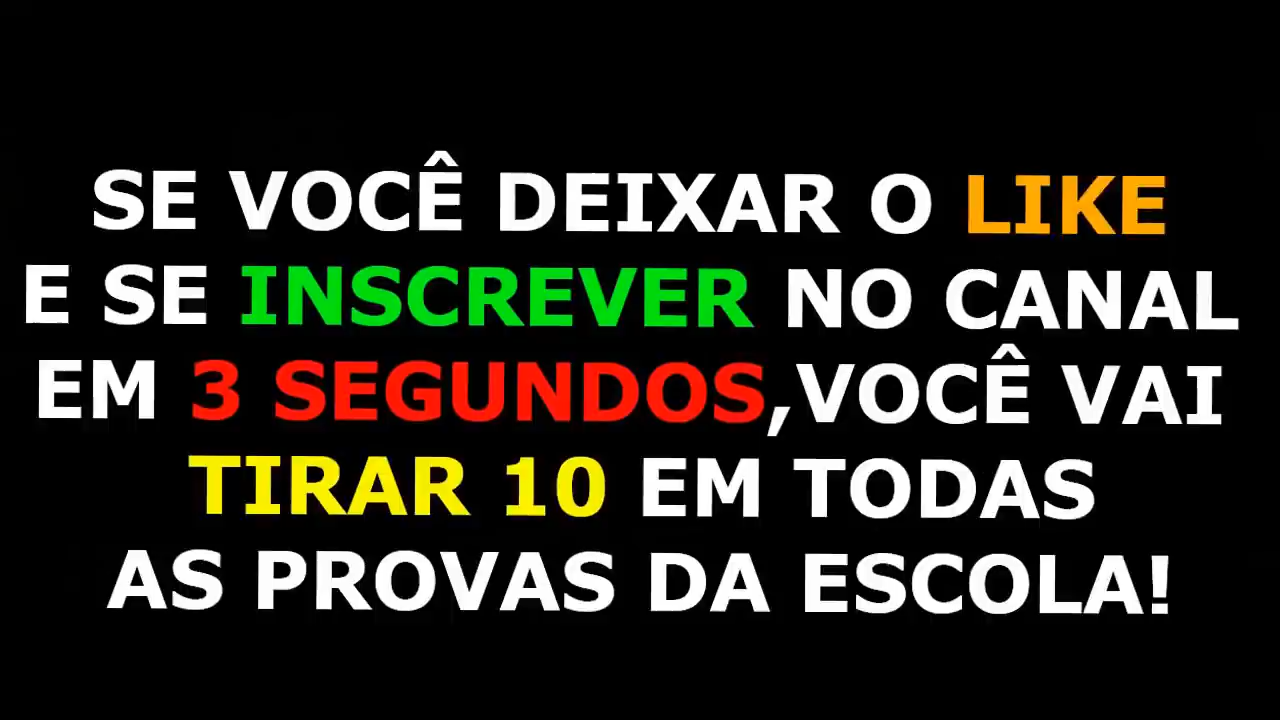 SE VOCÊ DEIXAR O LIKE
E SE INSCREVER NO CANAL
EM 3 SEGUNDOS,VOCÊ VAI
TIRAR 10 EM TODAS
AS PROVAS DA ESCOLA!